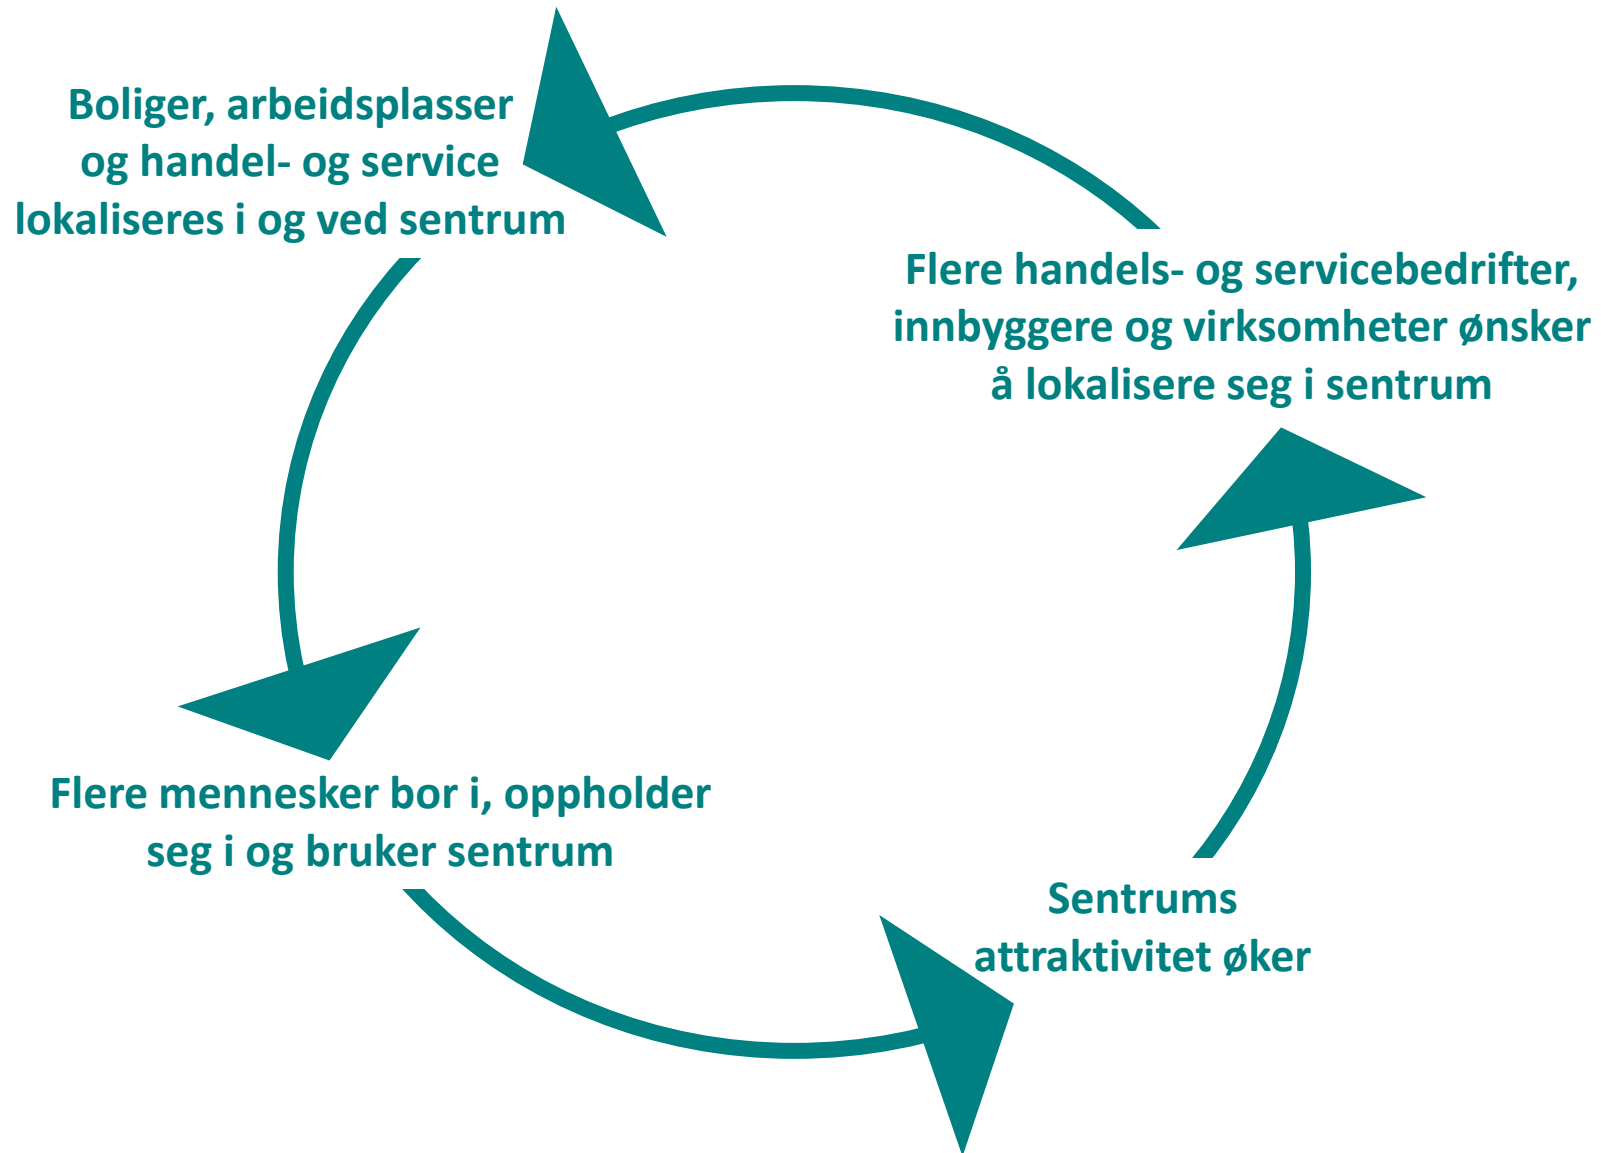 Boliger, arbeidsplasser
og handel- og service
lokaliseres i og ved sentrum
Flere handels- og servicebedrifter,
innbyggere og virksomheter ønsker
å lokalisere seg i sentrum
Flere mennesker bor i, oppholder
seg i og bruker sentrum
Sentrums
attraktivitet øker